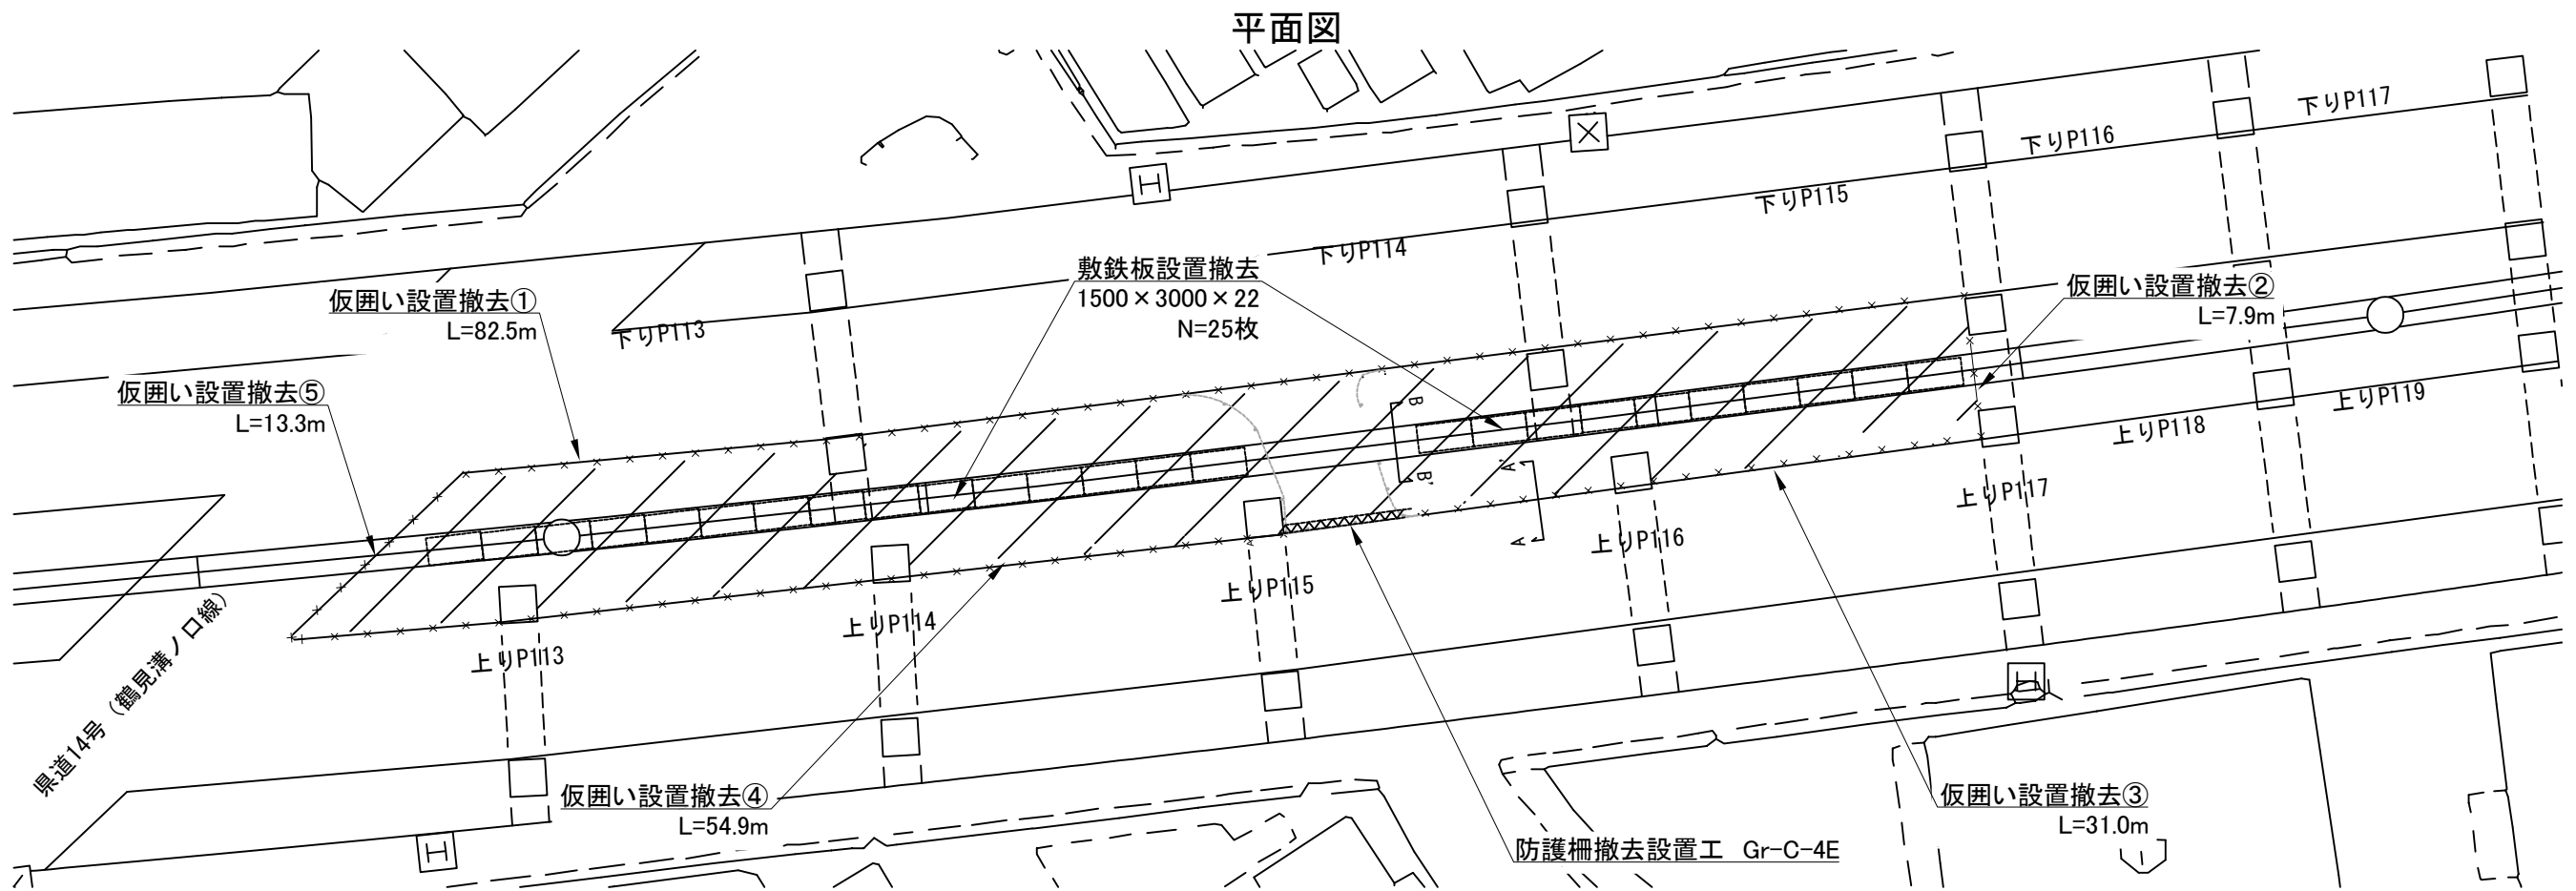 平面図
下りP117
下りP116
下りP115
下りP114
下りP113
敷鉄板設置撤去
1500×3000×22
N=25枚
仮囲い設置撤去①
L=82.5m
仮囲い設置撤去②
L=7.9m
仮囲い設置撤去⑤
L=13.3m
B
B'
A'
A
上りP119
上りP118
上りP117
上りP116
上りP115
上りP114
上りP113
県道14号（鶴見溝ノ口線）
仮囲い設置撤去④
L=54.9m
仮囲い設置撤去③
L=31.0m
防護柵撤去設置工 Gr-C-4E